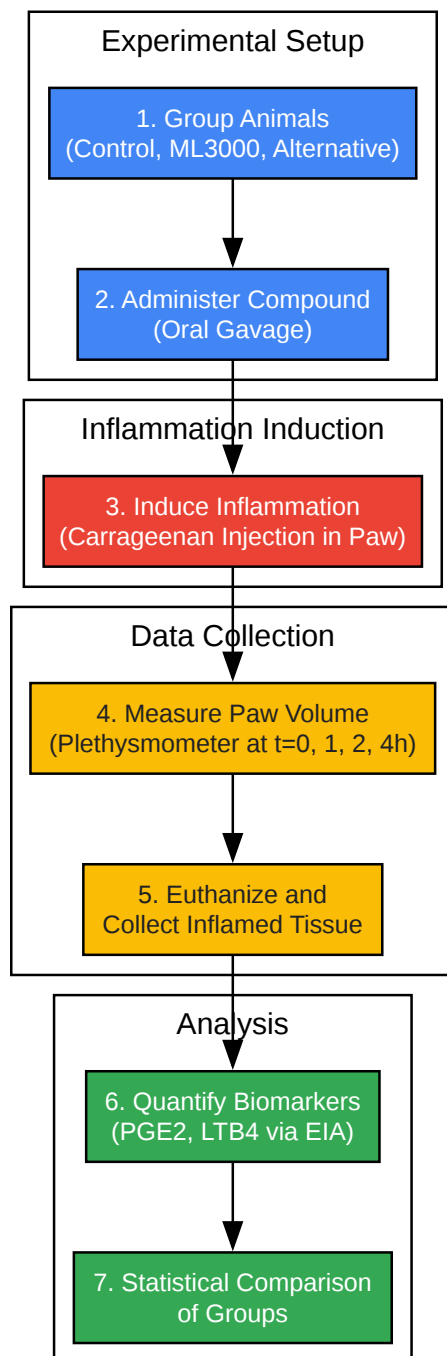 Experimental Setup
1. Group Animals
(Control, ML3000, Alternative)
2. Administer Compound
(Oral Gavage)
Inflammation Induction
3. Induce Inflammation
(Carrageenan Injection in Paw)
Data Collection
4. Measure Paw Volume
(Plethysmometer at t=0, 1, 2, 4h)
5. Euthanize and
Collect Inflamed Tissue
Analysis
6. Quantify Biomarkers
(PGE2, LTB4 via EIA)
7. Statistical Comparison
of Groups